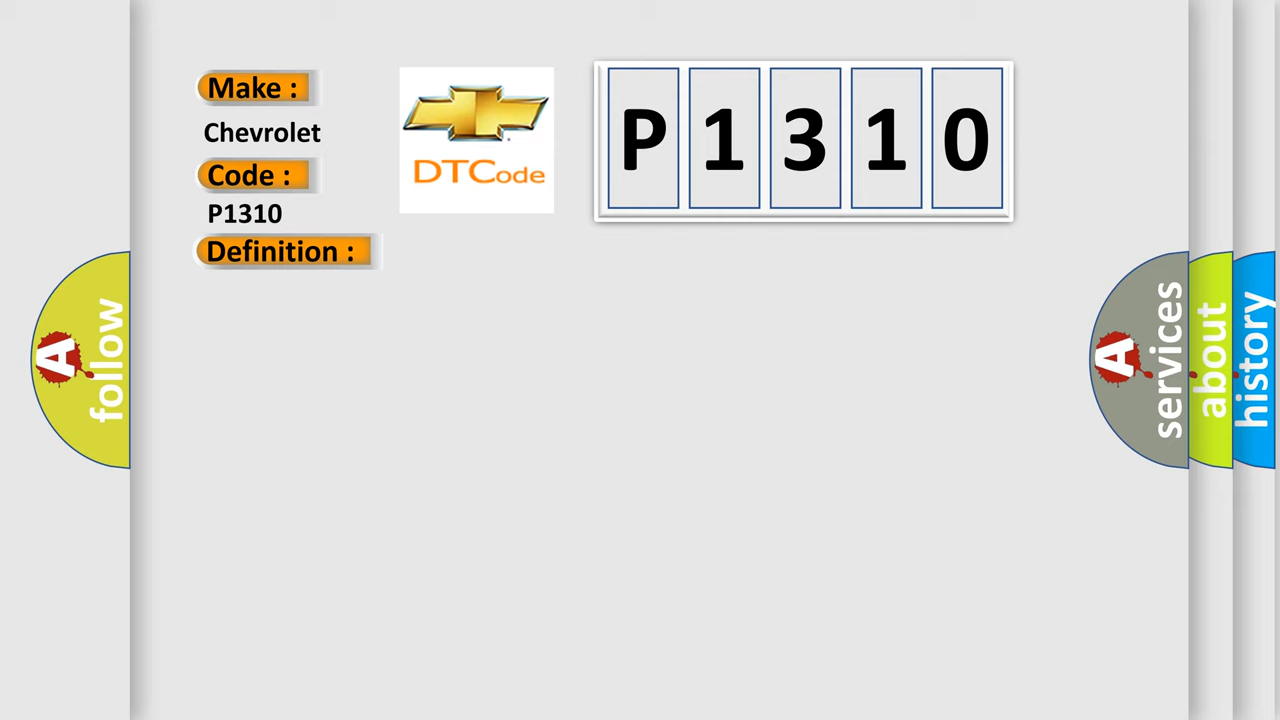 Make :
Chevrolet
Code :
P1310
Definition :
DTCode
P 1 3 1 0
A follow
A services
about
history